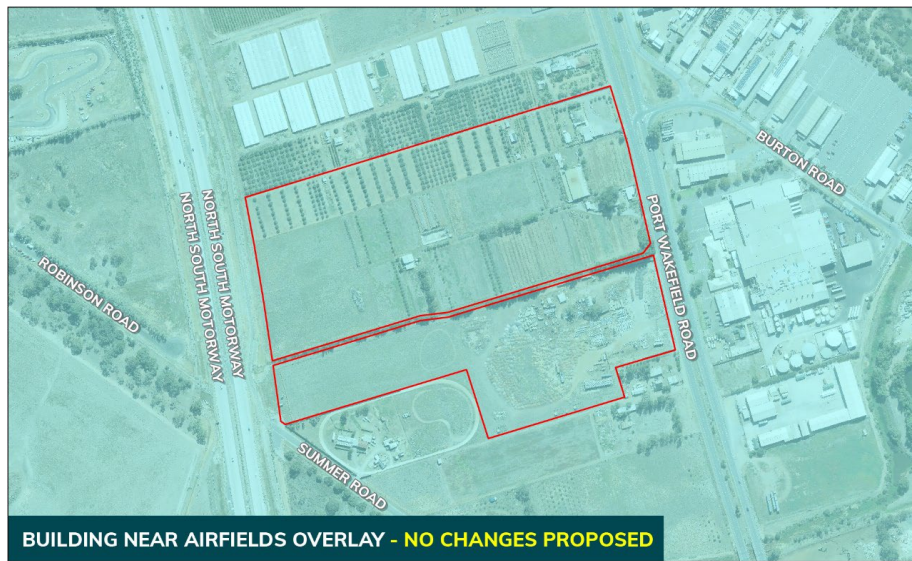 BURTON ROAD
NORTH SOUTH MOTORWAY
NORTH SOUTH MOTORWAY
PORT WAKEFIELD ROAD
ROBINSON ROAD
SUMMER ROAD
BUILDING NEAR AIRFIELDS OVERLAY - NO CHANGES PROPOSED